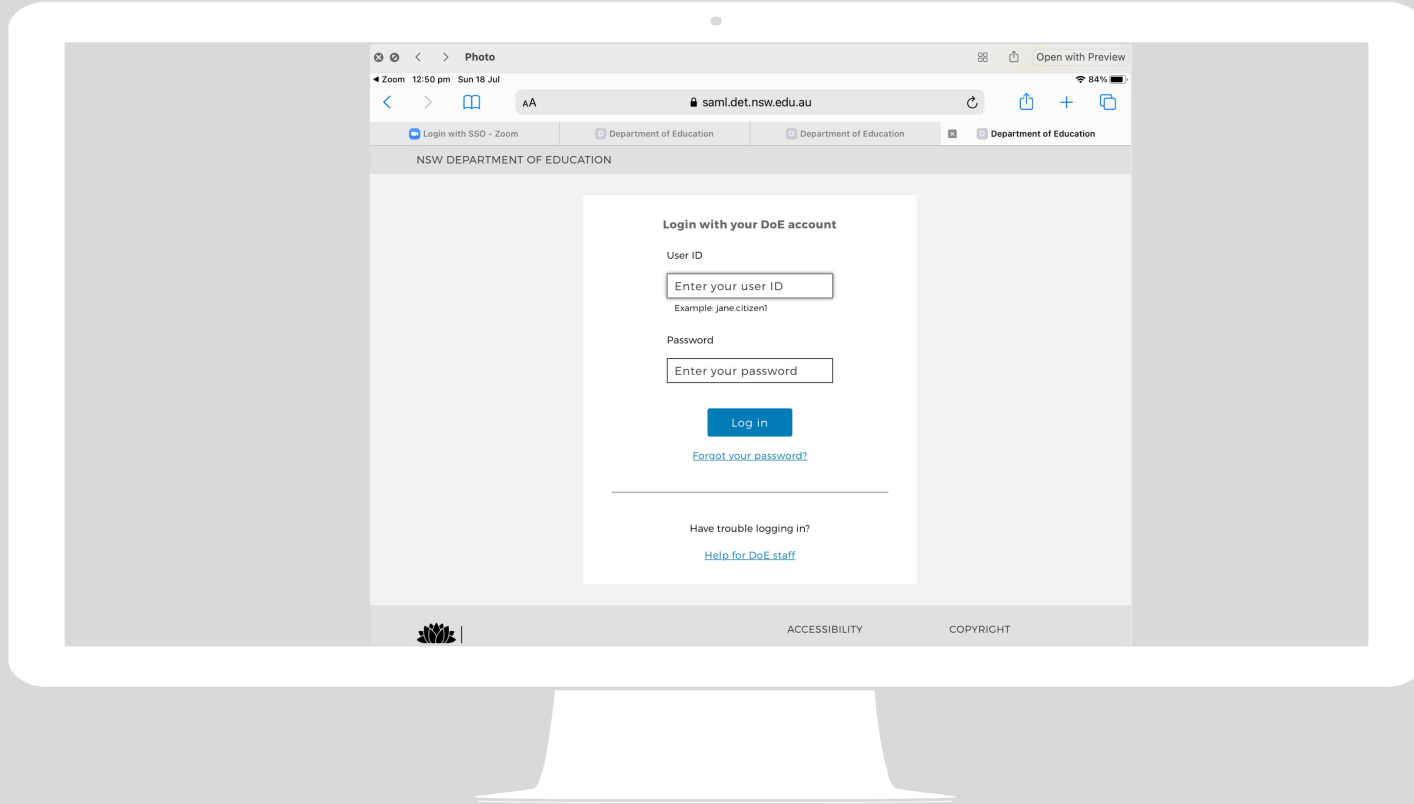 Photo
Open with Preview
Zoom 12:50 pm Sun 18 Jul
84%
AA
saml.det.nsw.edu.au
Login with SSO - Zoom
D Department of Education
D Department of Education
D Department of Education
NSW DEPARTMENT OF EDUCATION
Login with your DoE account
User ID
Enter your user ID
Example: jane.citizen1
Password
Enter your password
Log in
Forgot your password?
Have trouble logging in?
Help for DoE staff
ACCESSIBILITY
COPYRIGHT